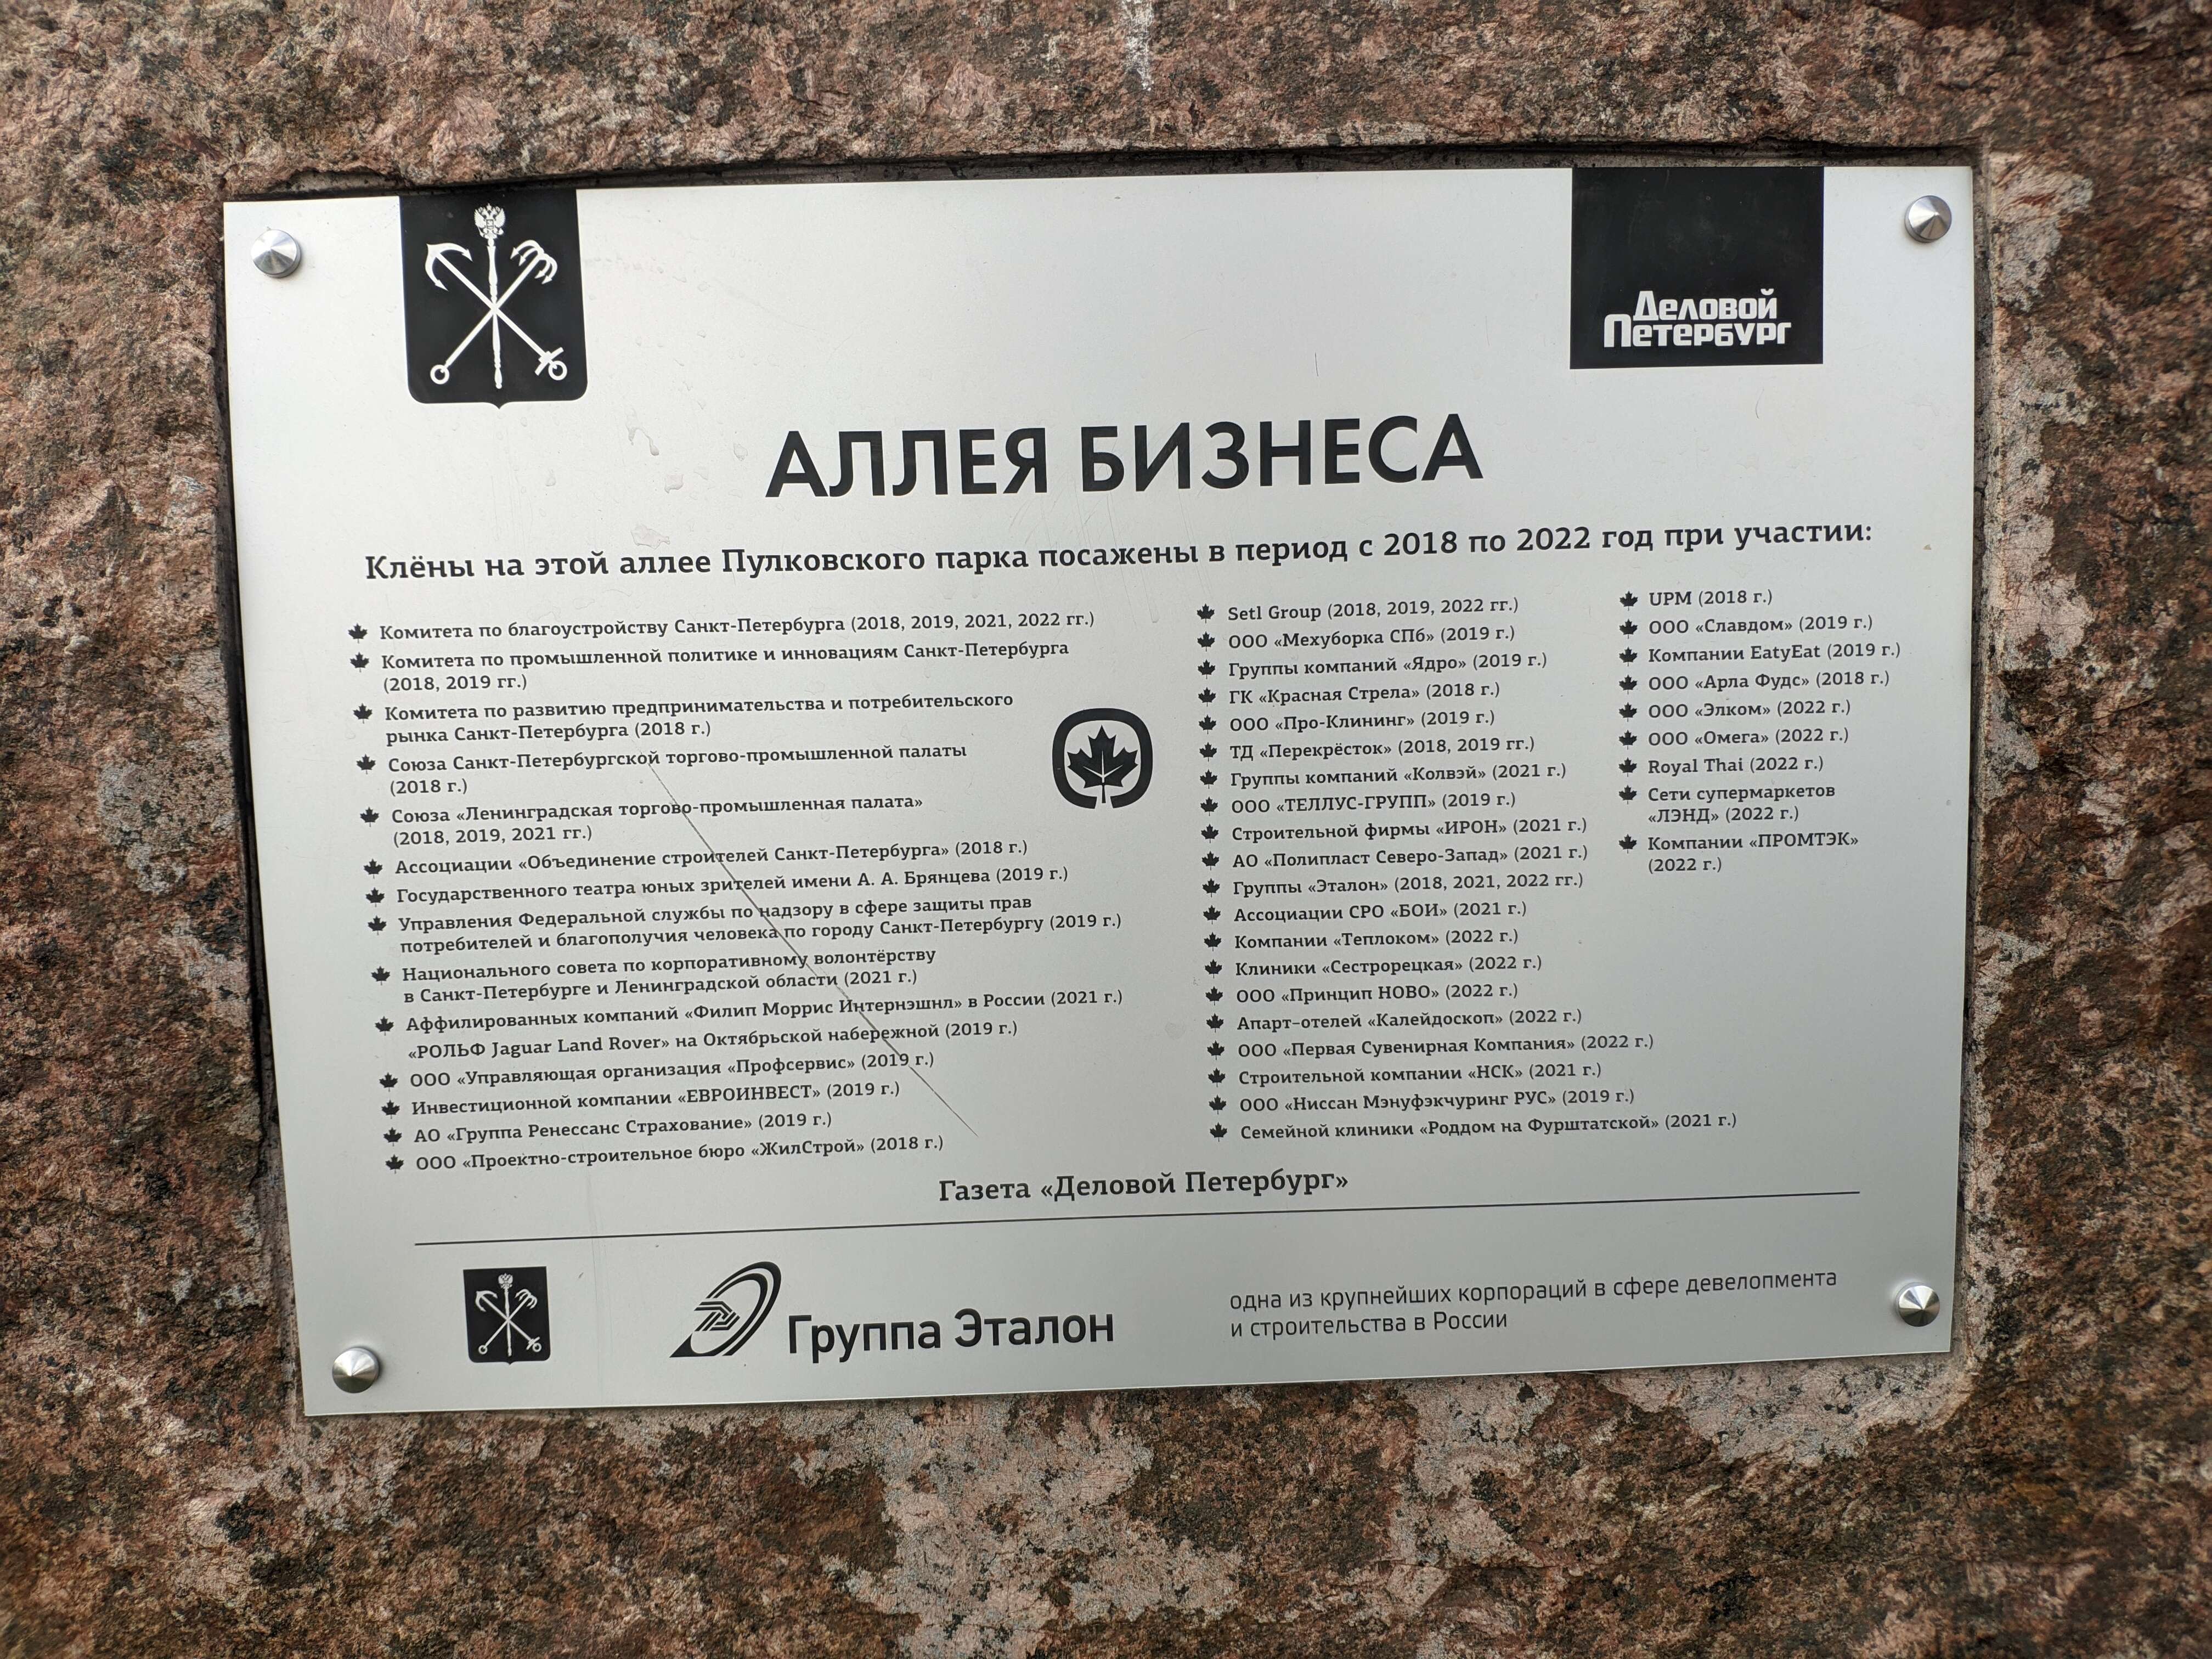 Деловой
Петербург
АЛЛЕЯ БИЗНЕСА
Клёны на этой аллее Пулковского парка посажены в период с 2018 по 2022 год при участии:
Комитета по благоустройству Санкт-Петербурга (2018, 2019, 2021, 2022 гг.)
Комитета по промышленной политике и инновациям Санкт-Петербурга
(2018, 2019 гг.)
Комитета по развитию предпринимательства и потребительского
рынка Санкт-Петербурга (2018 г.)
Союза Санкт-Петербургской торгово-промышленной палаты
(2018 г.)
Союза «Ленинградская торгово-промышленная палата»
(2018, 2019, 2021 гг.)
Ассоциации «Объединение строителей Санкт-Петербурга» (2018 г.)
Государственного театра юных зрителей имени А. А. Брянцева (2019 г.)
Управления Федеральной службы по надзору в сфере защиты прав
потребителей и благополучия человека по городу Санкт-Петербургу (2019 г.)
Национального совета по корпоративному волонтёрству
в Санкт-Петербурге и Ленинградской области (2021 г.)
Аффилированных компаний «Филип Моррис Интернэшнл» в России (2021 г.)
«РОЛЬФ Jaguar Land Rover» на Октябрьской набережной (2019 г.)
ООО «Управляющая организация «Профсервис» (2019 г.)
Инвестиционной компании «ЕВРОИНВЕСТ» (2019 г.)
АО «Группа Ренессанс Страхование» (2019 г.)
ООО «Проектно-строительное бюро «ЖилСтрой» (2018 г.)
Setl Group (2018, 2019, 2022 гг.)
ООО «Мехуборка СПб» (2019 г.)
Группы компаний «Ядро» (2019 г.)
ГК «Красная Стрела» (2018 г.)
ООО «Про-Клининг» (2019 г.)
ТД «Перекрёсток» (2018, 2019 гг.)
Группы компаний «Колвэй» (2021 г.)
ООО «ТЕЛЛУС-ГРУПП» (2019 г.)
Строительной фирмы «ИРОН» (2021 г.)
АО «Полипласт Северо-Запад» (2021 г.)
Группы «Эталон» (2018, 2021, 2022 гг.)
Ассоциации СРО «БОИ» (2021 г.)
Компании «Теплоком» (2022 г.)
Клиники «Сестрорецкая» (2022 г.)
ООО «Принцип НОВО» (2022 г.)
Апарт-отелей «Калейдоскоп» (2022 г.)
ООО «Первая Сувенирная Компания» (2022 г.)
Строительной компании «НСК» (2021 г.)
ООО «Ниссан Мэнуфэкчуринг РУС» (2019 г.)
Семейной клиники «Роддом на Фурштатской» (2021 г.)
UPM (2018 г.)
ООО «Славдом» (2019 г.)
Компании EatyEat (2019 г.)
ООО «Арла Фудс» (2018 г.)
ООО «Элком» (2022 г.)
ООО «Омега» (2022 г.)
Royal Thai (2022 г.)
Сети супермаркетов
«ЛЭНД» (2022 г.)
Компании «ПРОМТЭК»
(2022 г.)
Газета «Деловой Петербург»
Группа Эталон
одна из крупнейших корпораций в сфере девелопмента
и строительства в России